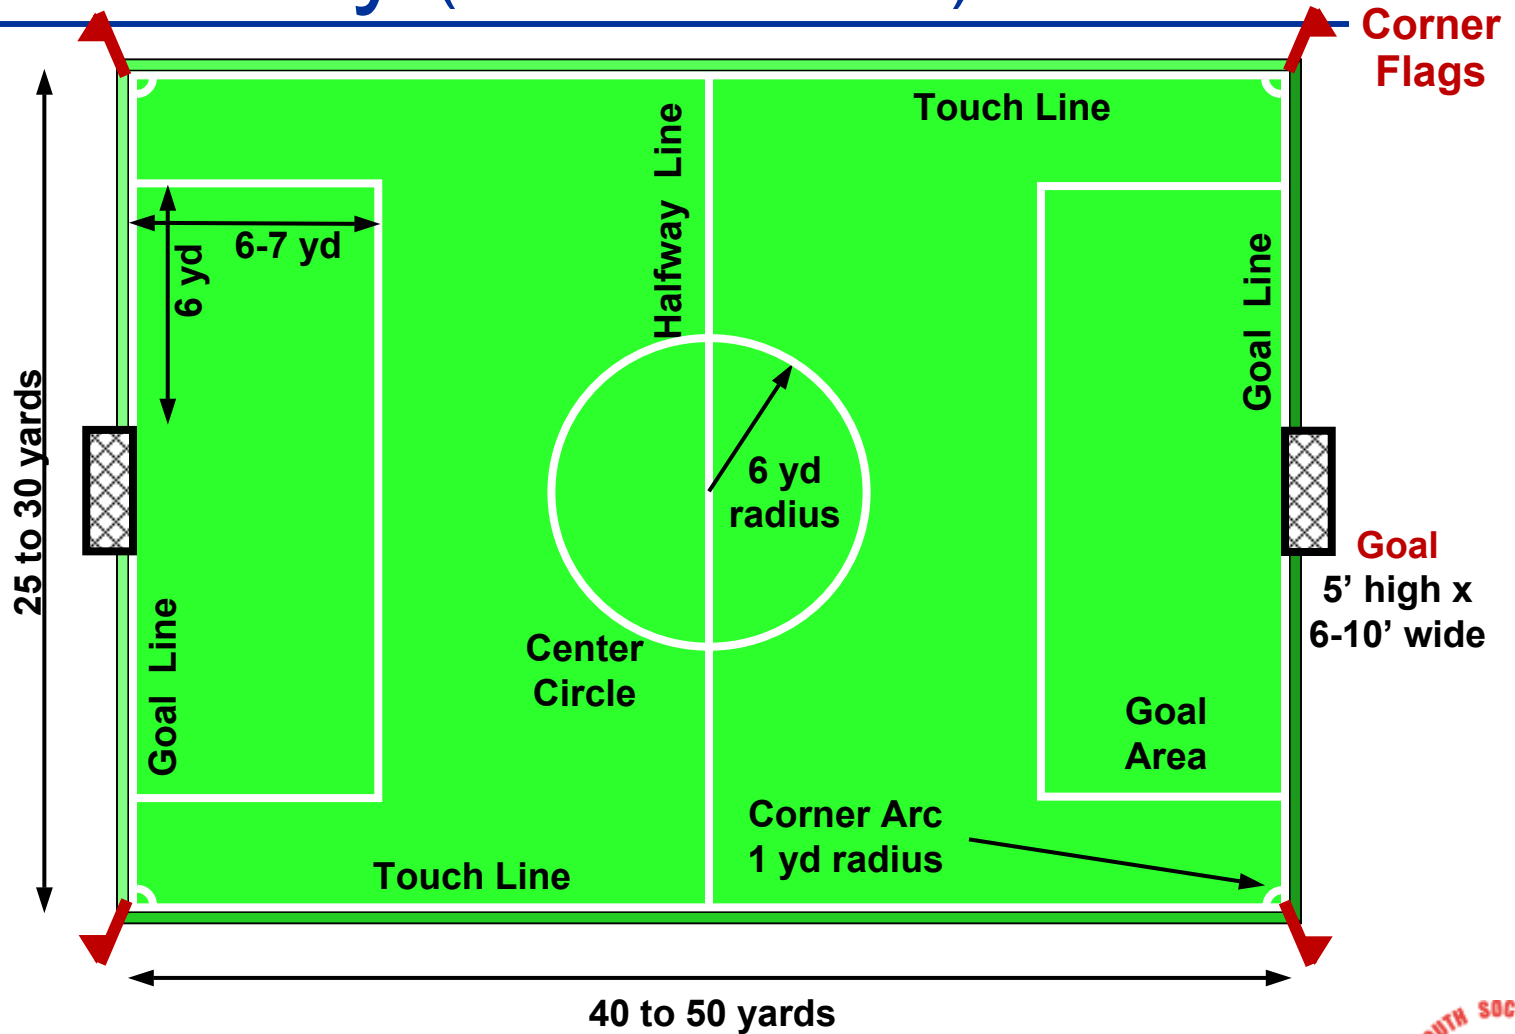 Corner
Flags
Touch Line
Halfway Line
6-7 yd
6 yd
Goal Line
25 to 30 yards
6 yd
radius
Goal
5’ high x
6-10’ wide
Goal Line
Center
Circle
Goal
Area
Corner Arc
1 yd radius
Touch Line
40 to 50 yards